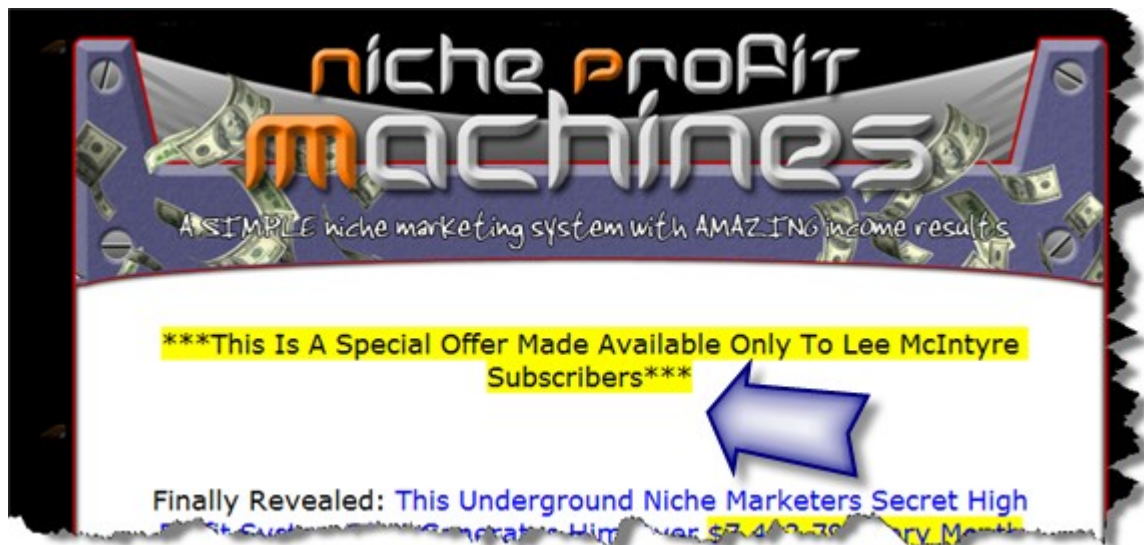 niche profit
machines
A SIMPLE niche marketing system with AMAZING income results
***This Is A Special Offer Made Available Only To Lee McIntyre
Subscribers***
Finally Revealed: This Underground Niche Marketers Secret High